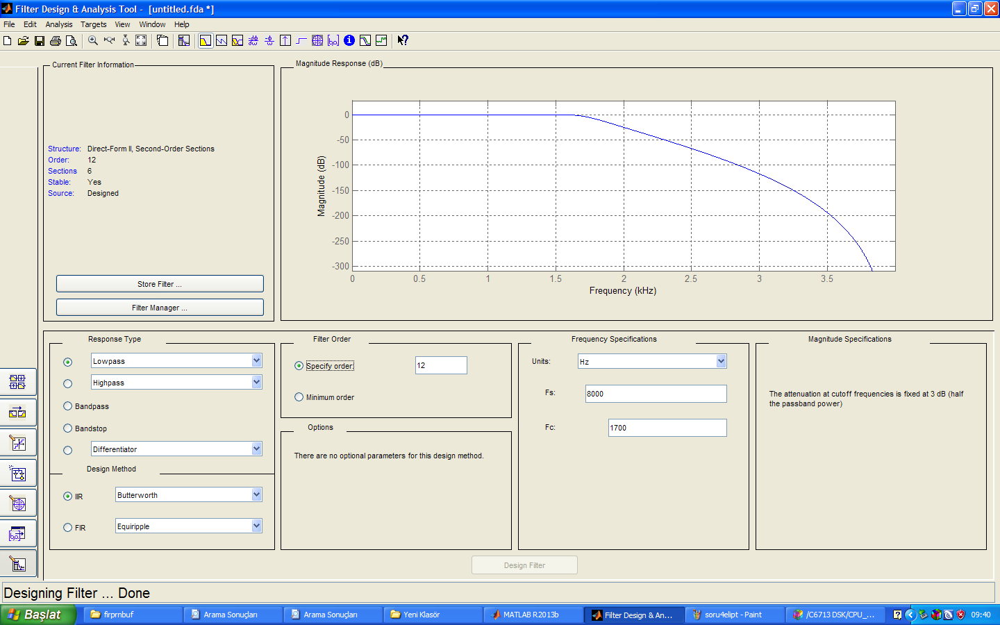 Filter Design & Analysis Tool - [untitled.fda *]
File Edit Analysis Targets View Window Help
Current Filter Information
Structure: Direct-Form II, Second-Order Sections
Order: 12
Sections 6
Stable: Yes
Source: Designed
Store Filter ...
Filter Manager ...
Magnitude Response (dB)
0
-50
-100
-150
-200
-250
-300
Magnitude (dB)
0 0.5 1 1.5 2 2.5 3 3.5
Frequency (kHz)
Response Type
Lowpass
Highpass
Bandpass
Bandstop
Differentiator
Design Method
IIR Butterworth
FIR Equiripple
Filter Order
Specify order: 12
Minimum order
Options
There are no optional parameters for this design method.
Frequency Specifications
Units: Hz
Fs: 8000
Fc: 1700
Magnitude Specifications
The attenuation at cutoff frequencies is fixed at 3 dB (half
the passband power)
Design Filter
Designing Filter ... Done
Başlat firprnbuf Arama Sonuçları Arama Sonuçları Yeni Klasör MATLAB R2013b Filter Design & An... soru4elipt - Paint /C6713 DSK/CPU_... 09:40